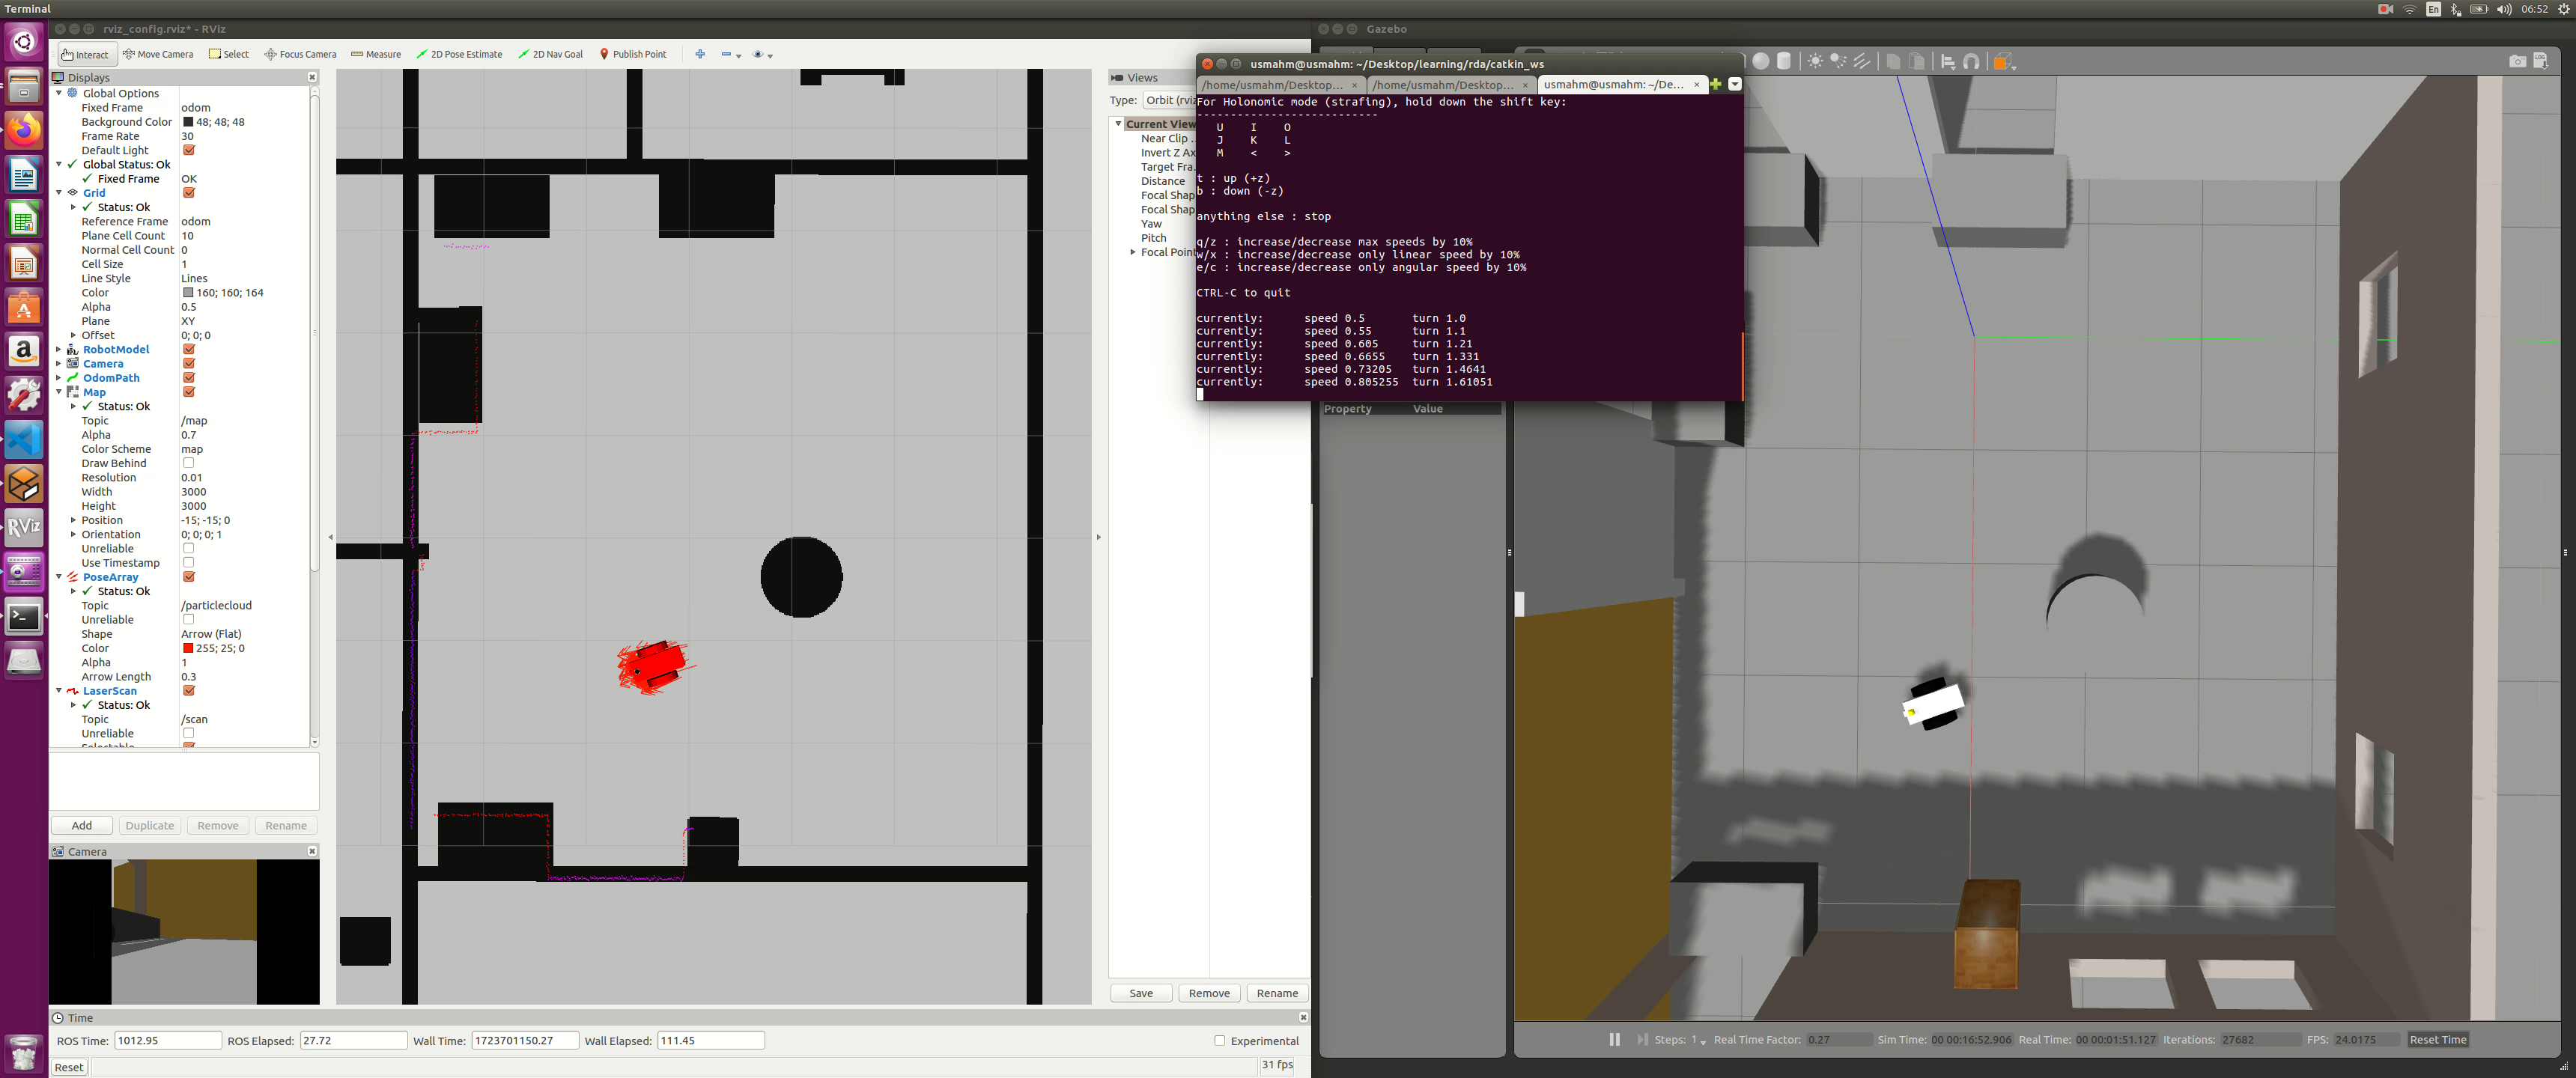 Terminal
En
06:52
rviz_config.rviz* - RViz
Interact
Move Camera
Select
Focus Camera
Measure
2D Pose Estimate
2D Nav Goal
Publish Point
Displays
Global Options
Fixed Frame odom
Background Color 48; 48; 48
Frame Rate 30
Default Light
Global Status: Ok
Fixed Frame OK
Grid
Status: Ok
Reference Frame odom
Plane Cell Count 10
Normal Cell Count 0
Cell Size 1
Line Style Lines
Color 160; 160; 164
Alpha 0.5
Plane XY
Offset 0; 0; 0
RobotModel
Camera
OdomPath
Map
Status: Ok
Topic /map
Alpha 0.7
Color Scheme map
Draw Behind
Resolution 0.01
Width 3000
Height 3000
Position -15; -15; 0
Orientation 0; 0; 0; 1
Unreliable
Use Timestamp
PoseArray
Status: Ok
Topic /particlecloud
Unreliable
Shape Arrow (Flat)
Color 255; 25; 0
Alpha 1
Arrow Length 0.3
LaserScan
Status: Ok
Topic /scan
Unreliable
Add Duplicate Remove Rename
Camera
Views
Type: Orbit (rviz
Current View
Near Clip ..
Invert Z Ax
Target Fra.
Distance
Focal Shap
Focal Shap
Yaw
Pitch
Focal Point
Save Remove Rename
Time
ROS Time: 1012.95 ROS Elapsed: 27.72 Wall Time: 1723701150.27 Wall Elapsed: 111.45 Experimental
Reset
31 fps
RViz
Gazebo
usmahm@usmahm: ~/Desktop/learning/rda/catkin_ws
/home/usmahm/Desktop... × /home/usmahm/Desktop... × usmahm@usmahm: ~/De... ×
For Holonomic mode (strafing), hold down the shift key:
---------------------------
U I O
J K L
M < >
t : up (+z)
b : down (-z)
anything else : stop
q/z : increase/decrease max speeds by 10%
w/x : increase/decrease only linear speed by 10%
e/c : increase/decrease only angular speed by 10%
CTRL-C to quit
currently: speed 0.5 turn 1.0
currently: speed 0.55 turn 1.1
currently: speed 0.605 turn 1.21
currently: speed 0.6655 turn 1.331
currently: speed 0.73205 turn 1.4641
currently: speed 0.805255 turn 1.61051
Property Value
LOG
Steps: 1 Real Time Factor: 0.27 Sim Time: 00 00:16:52.906 Real Time: 00 00:01:51.127 Iterations: 27682 FPS: 24.0175 Reset Time